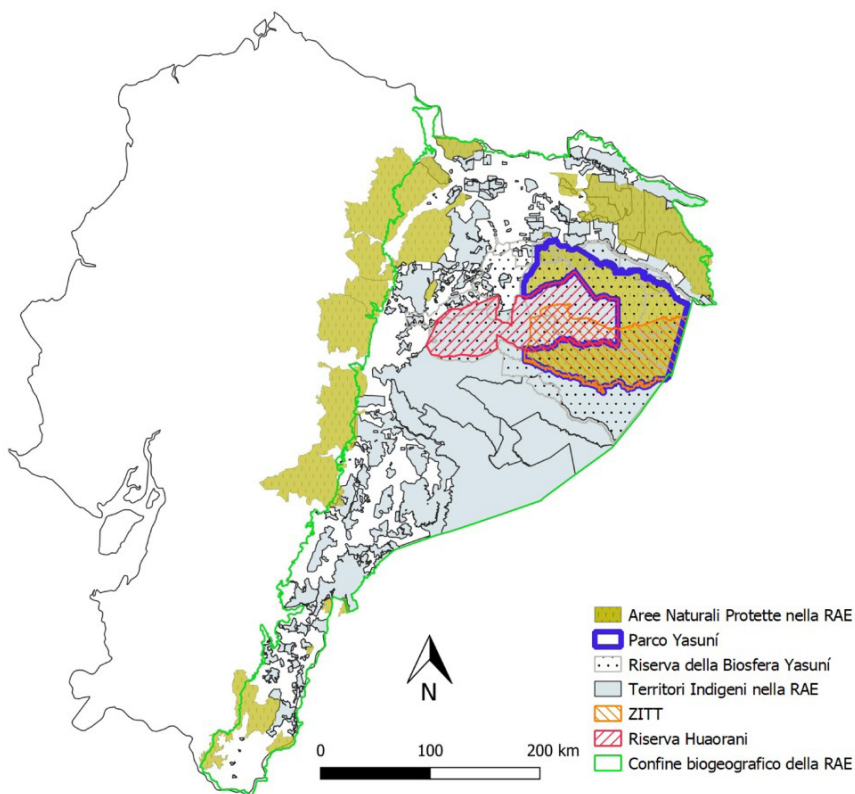 Aree Naturali Protette nella RAE
Parco Yasuní
Riserva della Biosfera Yasuní
Territori Indigeni nella RAE
ZITT
Riserva Huaorani
Confine biogeografico della RAE
N
0 100 200 km